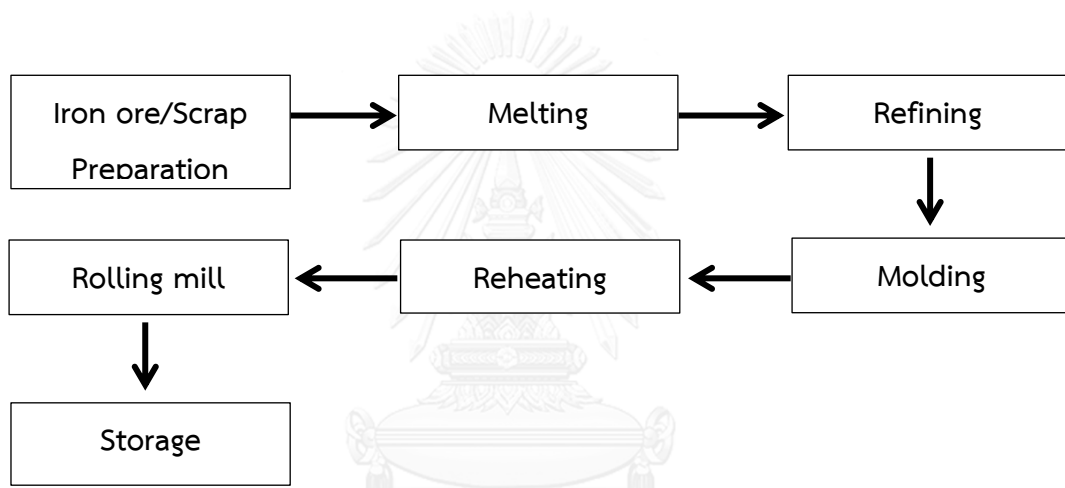 Iron ore/Scrap
Preparation
Melting
Refining
Molding
Reheating
Rolling mill
Storage